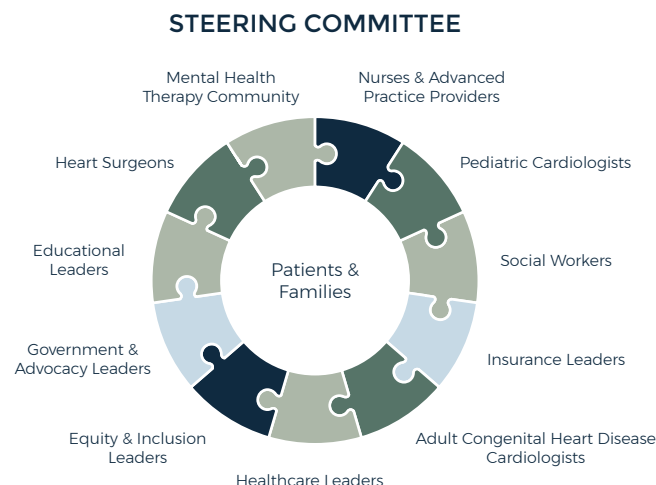 STEERING COMMITTEE
Mental Health
Therapy Community
Nurses & Advanced
Practice Providers
Heart Surgeons
Pediatric Cardiologists
Educational
Leaders
Patients &
Families
Social Workers
Government &
Advocacy Leaders
Insurance Leaders
Equity & Inclusion
Leaders
Adult Congenital Heart Disease
Cardiologists
Healthcare Leaders